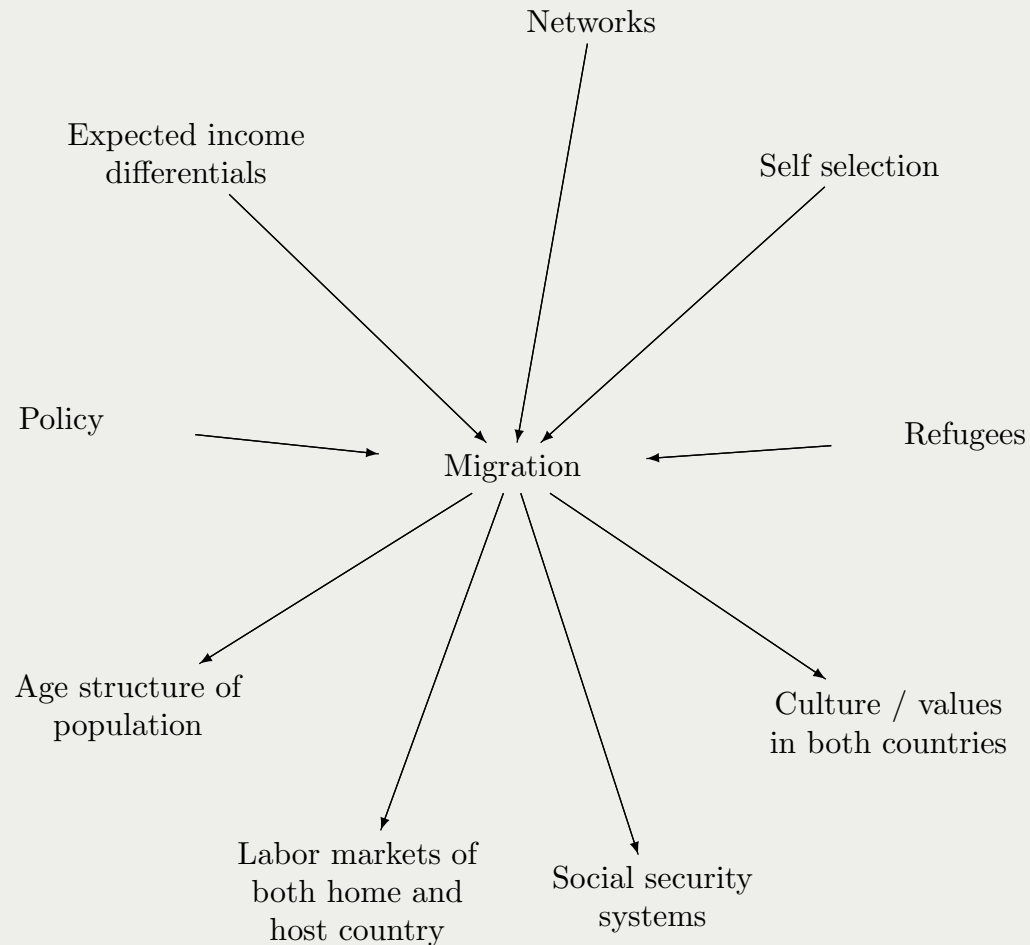 Networks
Expected income
differentials
Self selection
Policy
Refugees
Migration
Age structure of
population
Culture / values
in both countries
Labor markets of
both home and
host country
Social security
systems